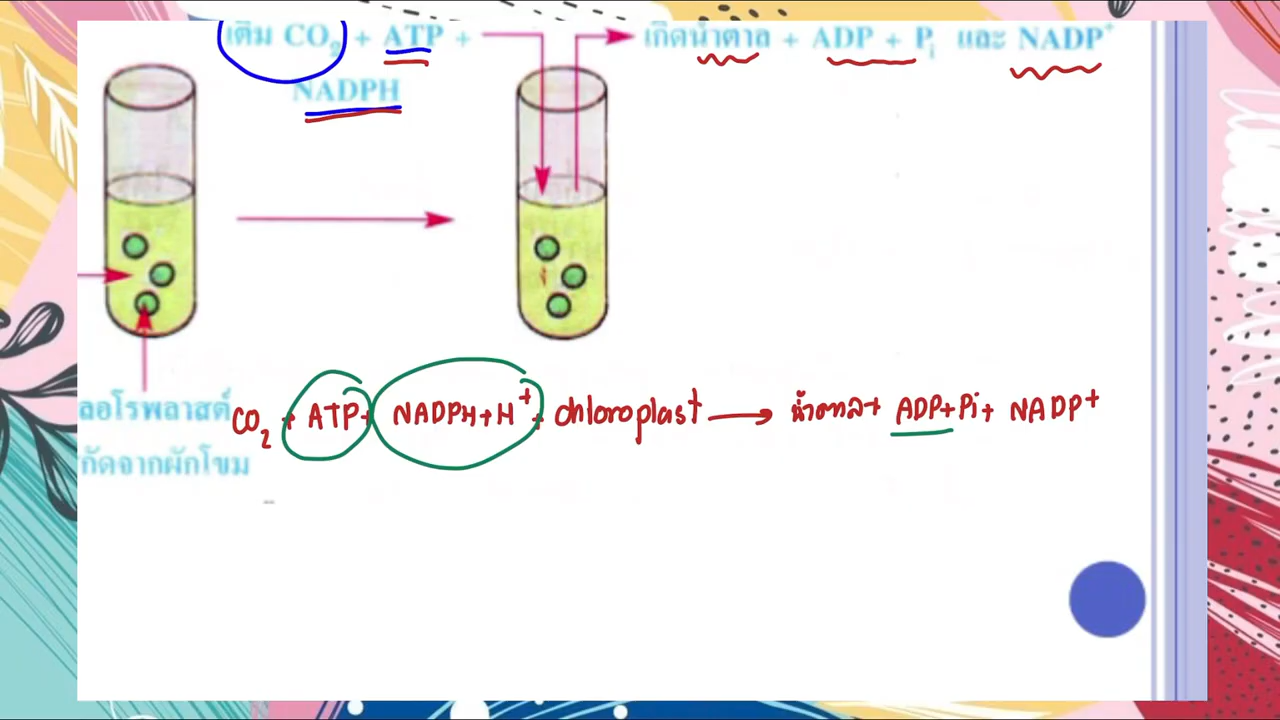 เติม CO₂ + ATP +
NADPH
เกิดน้ำตาล + ADP + Pi และ NADP⁺
ลอโรพลาสต์
กัดจากผักโขม
CO₂ + ATP + NADPH + H⁺ + chloroplast ⟶ น้ำตาล + ADP + Pi + NADP⁺